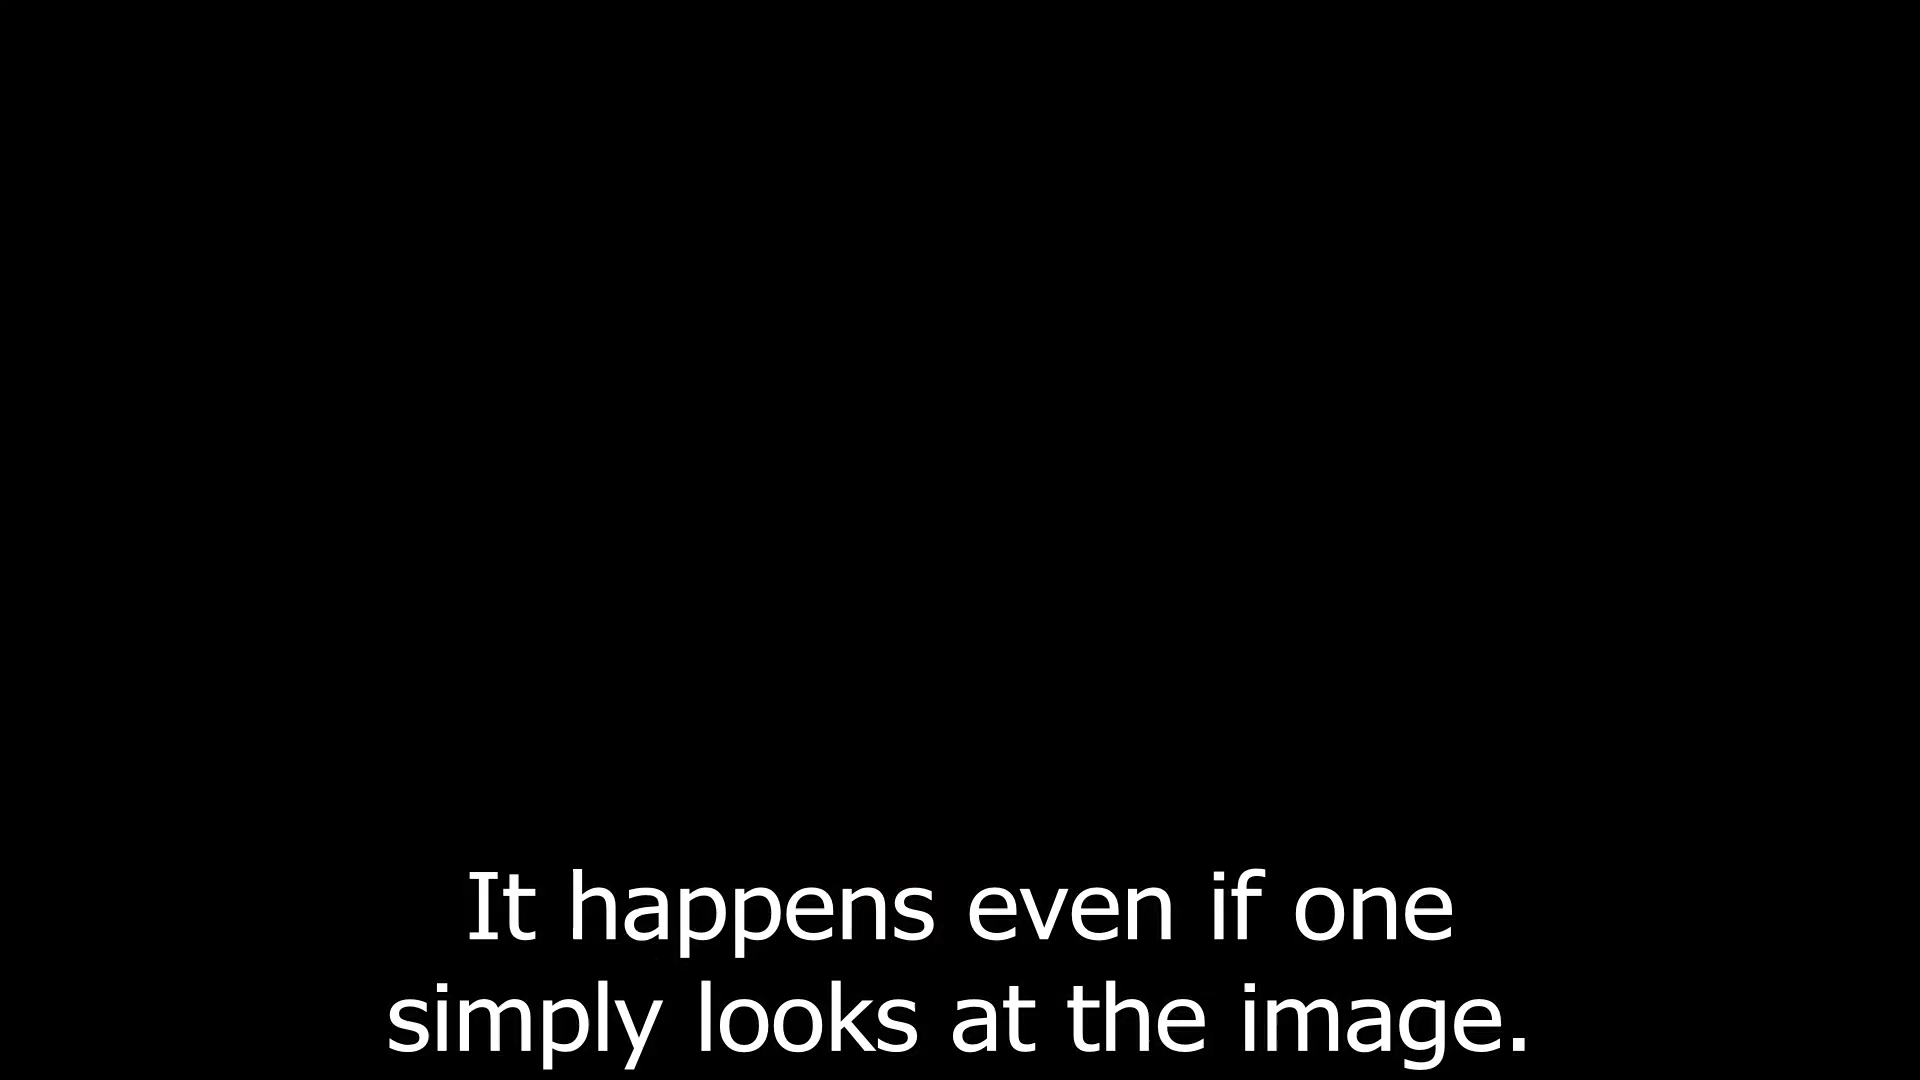 It happens even if one
simply looks at the image.